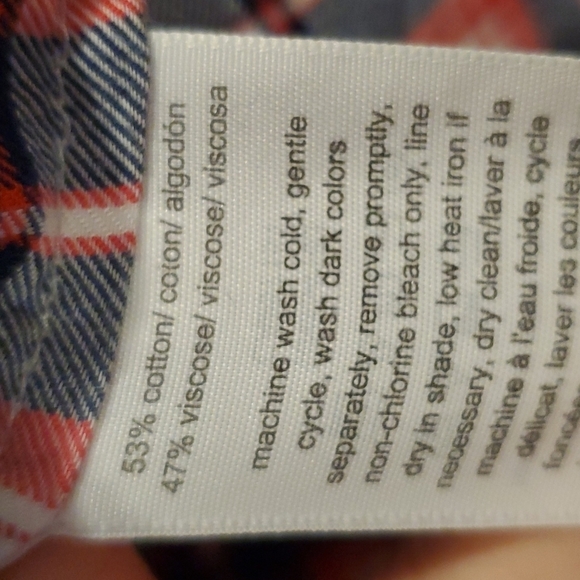 53% cotton/ coton/ algodón
47% viscose/ viscose/ viscosa
machine wash cold, gentle
cycle, wash dark colors
separately, remove promptly,
non-chlorine bleach only, line
dry in shade, low heat iron if
necessary, dry clean/laver à la
machine à l'eau froide, cycle
délicat, laver les couleurs